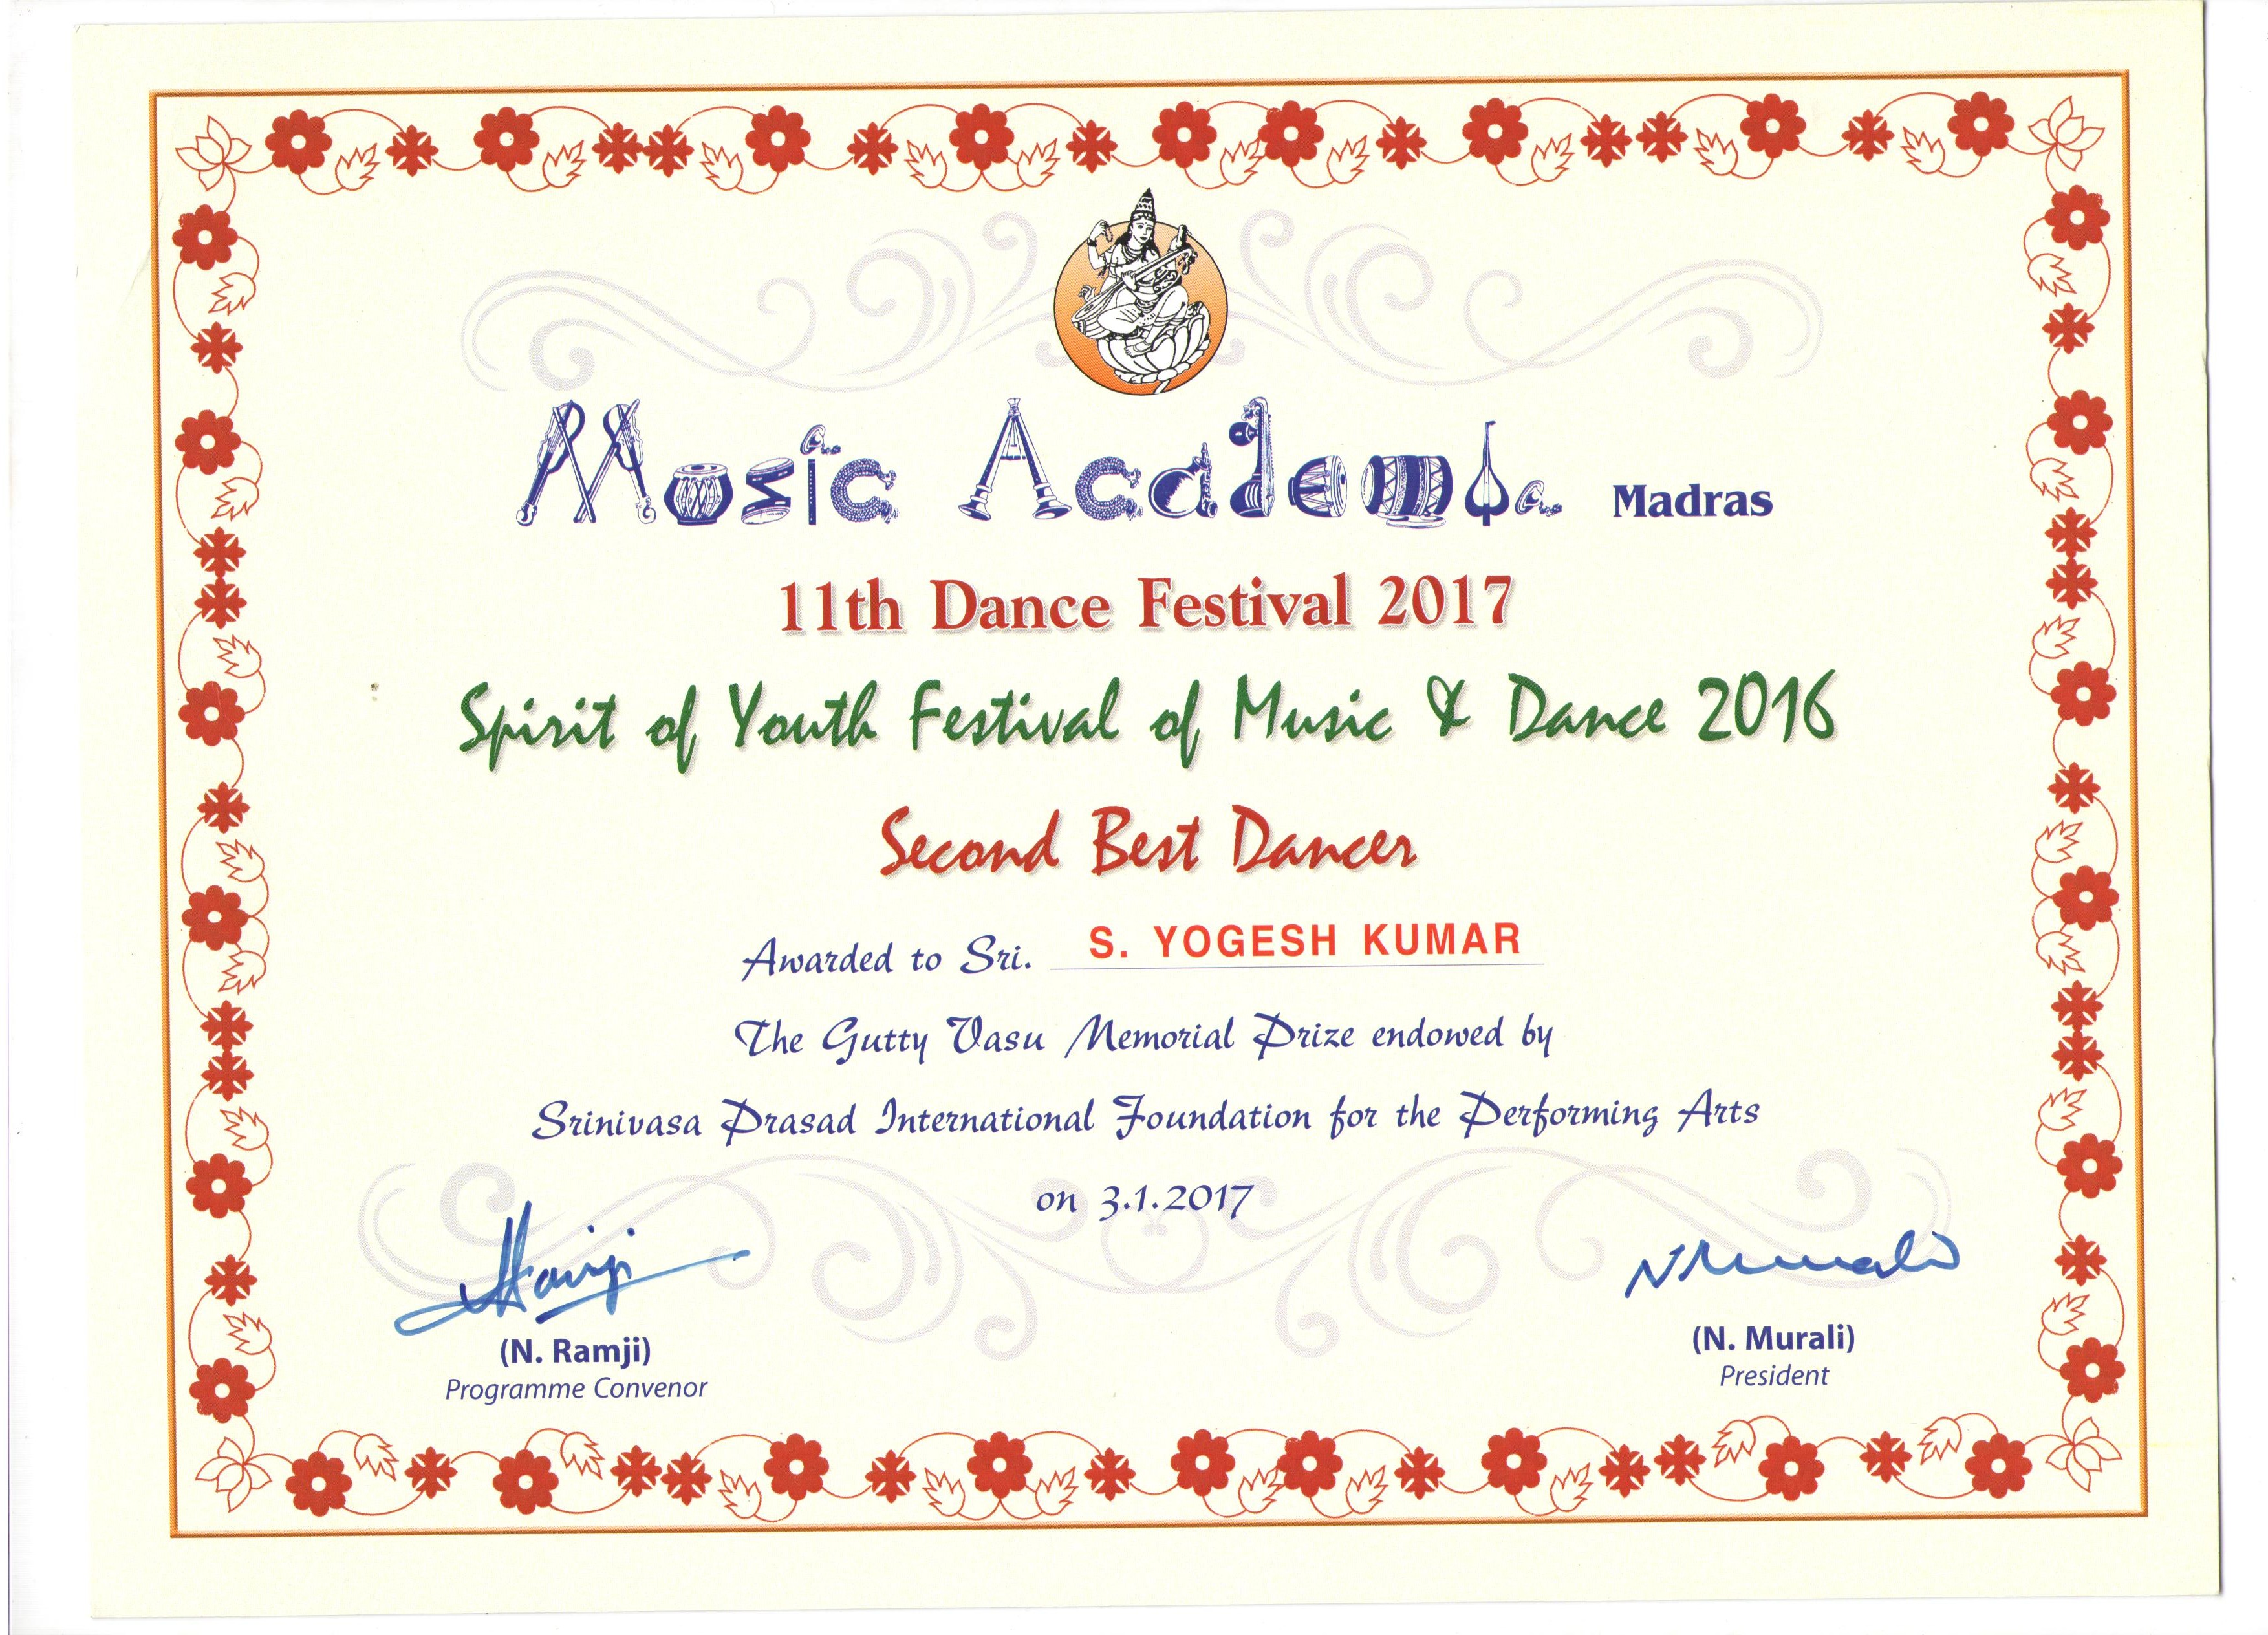 Music Academy Madras
11th Dance Festival 2017
Spirit of Youth Festival of Music & Dance 2016
Second Best Dancer
Awarded to Sri. S. YOGESH KUMAR
The Gutty Vasu Memorial Prize endowed by
Srinivasa Prasad International Foundation for the Performing Arts
on 3.1.2017
N Murali
(N. Ramji)
Programme Convenor
(N. Murali)
President